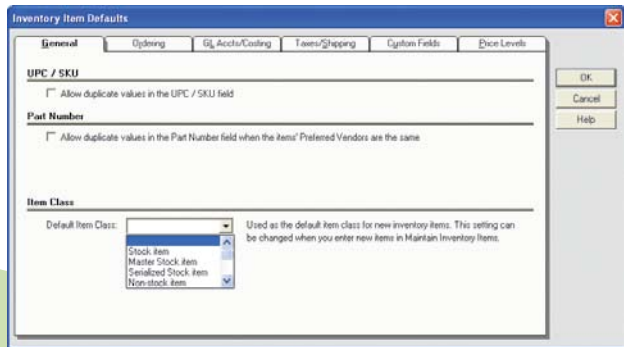 Inventory Item Defaults
General
Ordering
GL Accts/Costing
Taxes/Shipping
Custom Fields
Price Levels
OK
Cancel
Help
UPC / SKU
Allow duplicate values in the UPC / SKU field
Part Number
Allow duplicate values in the Part Number field when the items' Preferred Vendors are the same
Item Class
Default Item Class:
Used as the default item class for new inventory items. This setting can
be changed when you enter new items in Maintain Inventory Items.
Stock item
Master Stock item
Serialized Stock item
Non-stock item